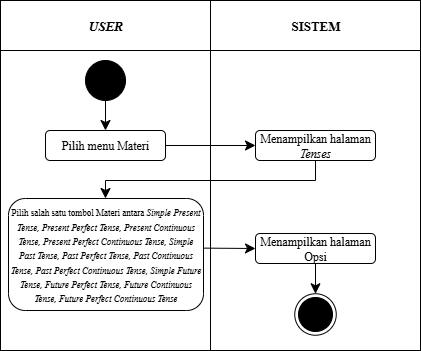 USER
SISTEM
Pilih menu Materi
Menampilkan halaman
Tenses
Pilih salah satu tombol Materi antara Simple Present
Tense, Present Perfect Tense, Present Continuous
Tense, Present Perfect Continuous Tense, Simple
Past Tense, Past Perfect Tense, Past Continuous
Tense, Past Perfect Continuous Tense, Simple Future
Tense, Future Perfect Tense, Future Continuous
Tense, Future Perfect Continuous Tense
Menampilkan halaman
Opsi